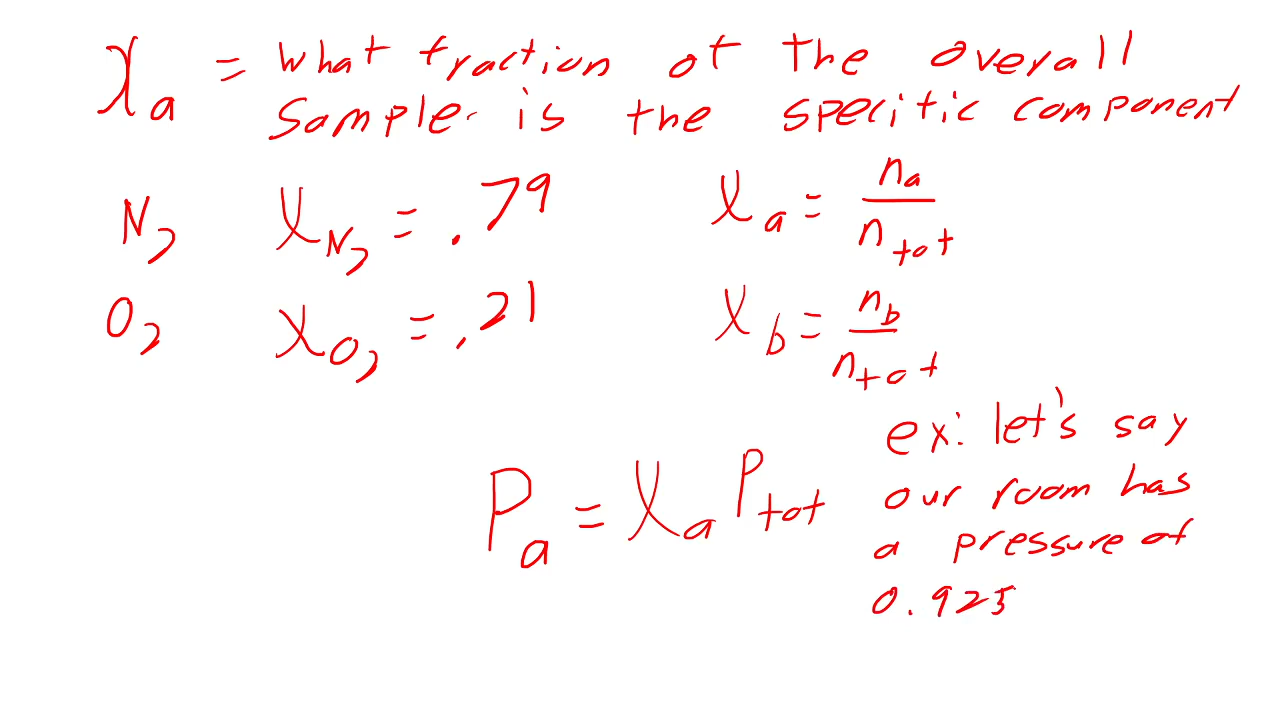 χa = what fraction of the overall
sample is the specific component
N2 χN2 = .79 χa = na/ntot
O2 χO2 = .21 χb = nb/ntot
Pa = χa Ptot
ex: let's say
our room has
a pressure of
0.925